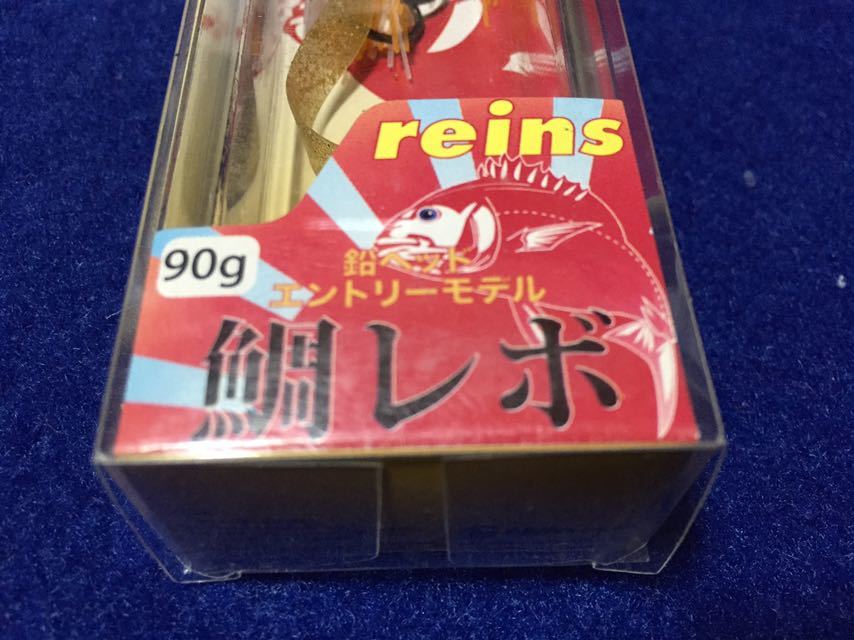 reins
90g
鉛ヘッド
エントリーモデル
鯛レボ